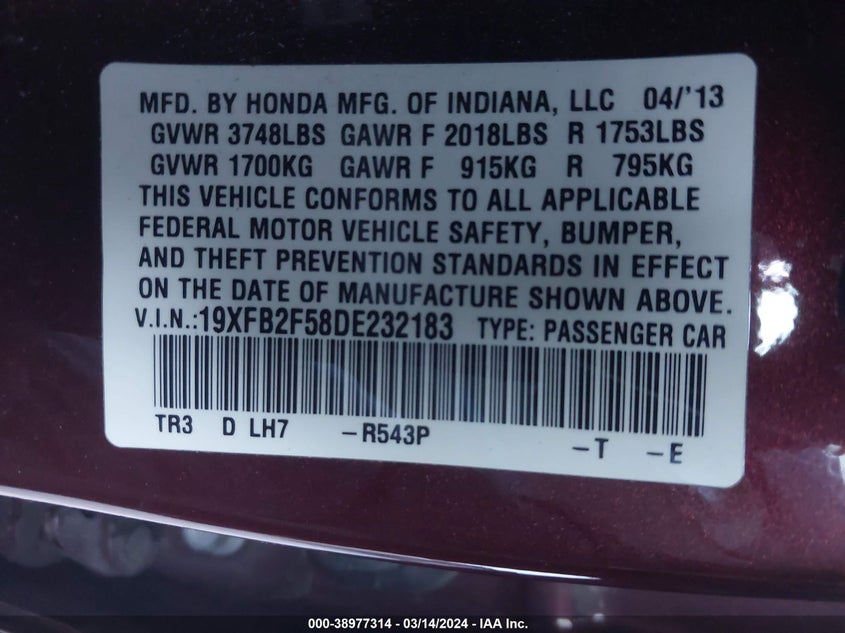 MFD. BY HONDA MFG. OF INDIANA, LLC 04/'13
GVWR 3748LBS GAWR F 2018LBS R 1753LBS
GVWR 1700KG GAWR F 915KG R 795KG
THIS VEHICLE CONFORMS TO ALL APPLICABLE
FEDERAL MOTOR VEHICLE SAFETY, BUMPER,
AND THEFT PREVENTION STANDARDS IN EFFECT
ON THE DATE OF MANUFACTURE SHOWN ABOVE.
V.I.N.:19XFB2F58DE232183 TYPE: PASSENGER CAR
TR3 D LH7 -R543P -T -E
000-38977314 - 03/14/2024 - IAA Inc.